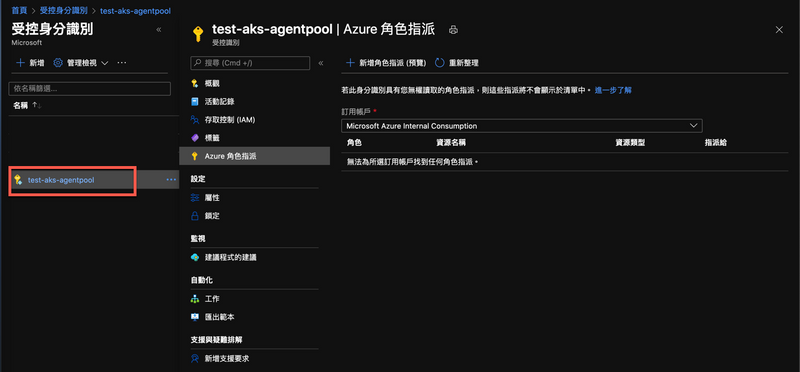 首頁 > 受控身分識別 > test-aks-agentpool
受控身分識別
Microsoft
«
新增
管理檢視
···
依名稱篩選...
名稱 ↑↓
test-aks-agentpool
···
test-aks-agentpool | Azure 角色指派
受控識別
搜尋 (Cmd +/)
«
概觀
活動記錄
存取控制 (IAM)
標籤
Azure 角色指派
設定
屬性
鎖定
監視
建議程式的建議
自動化
工作
匯出範本
支援與疑難排解
新增支援要求
新增角色指派 (預覽)
重新整理
若此身分識別具有您無權讀取的角色指派，則這些指派將不會顯示於清單中。 進一步了解
訂用帳戶 *
Microsoft Azure Internal Consumption
角色 資源名稱 資源類型 指派給
無法為所選訂用帳戶找到任何角色指派。